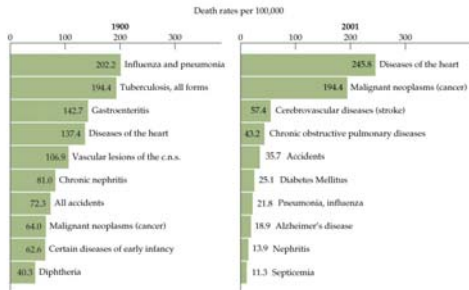 Death rates per 100,000
1900
0 100 200 300
202.2 Influenza and pneumonia
194.4 Tuberculosis, all forms
142.7 Gastroenteritis
137.4 Diseases of the heart
106.9 Vascular lesions of the c.n.s.
81.0 Chronic nephritis
72.3 All accidents
64.0 Malignant neoplasms (cancer)
62.6 Certain diseases of early infancy
40.3 Diphtheria
2001
0 100 200 300
245.8 Diseases of the heart
194.4 Malignant neoplasms (cancer)
57.4 Cerebrovascular diseases (stroke)
43.2 Chronic obstructive pulmonary diseases
35.7 Accidents
25.1 Diabetes Mellitus
21.8 Pneumonia, influenza
18.9 Alzheimer's disease
13.9 Nephritis
11.3 Septicemia